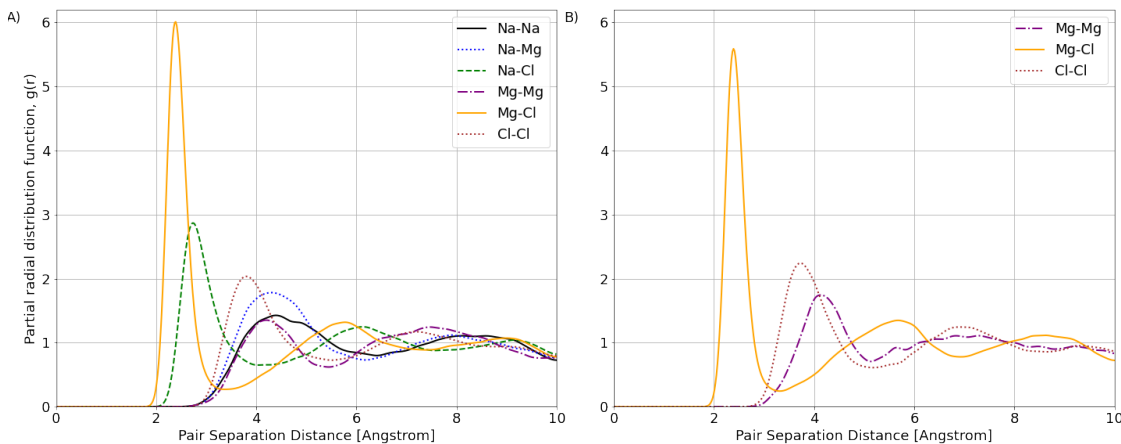 A)
Partial radial distribution function, g(r)
6
5
4
3
2
1
0
0 2 4 6 8 10
Pair Separation Distance [Angstrom]
Na-Na
Na-Mg
Na-Cl
Mg-Mg
Mg-Cl
Cl-Cl
B)
6
5
4
3
2
1
0
0 2 4 6 8 10
Pair Separation Distance [Angstrom]
Mg-Mg
Mg-Cl
Cl-Cl